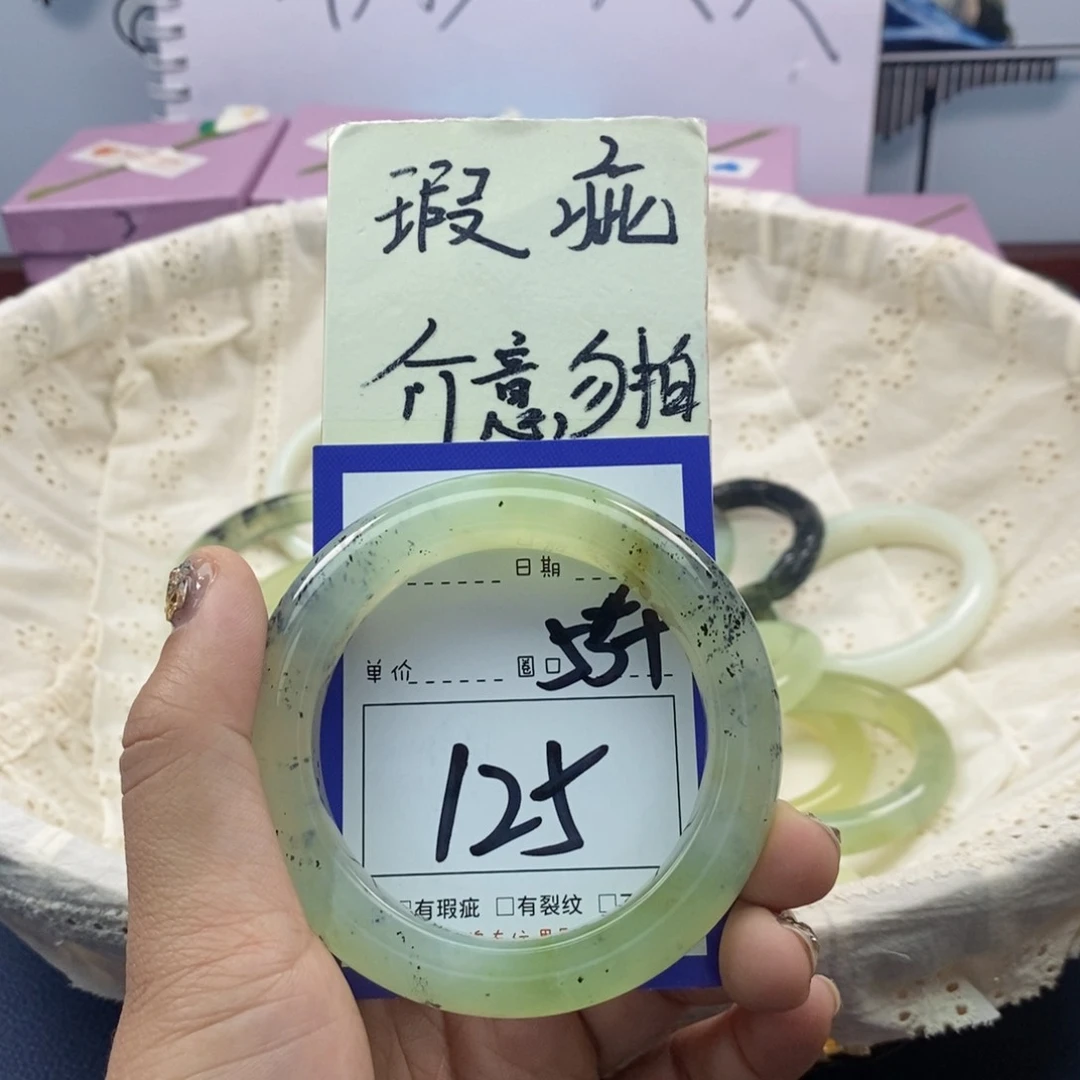 瑕疵
介意勿拍
日期
单价 圈口 55
125
有瑕疵 □有裂纹 □